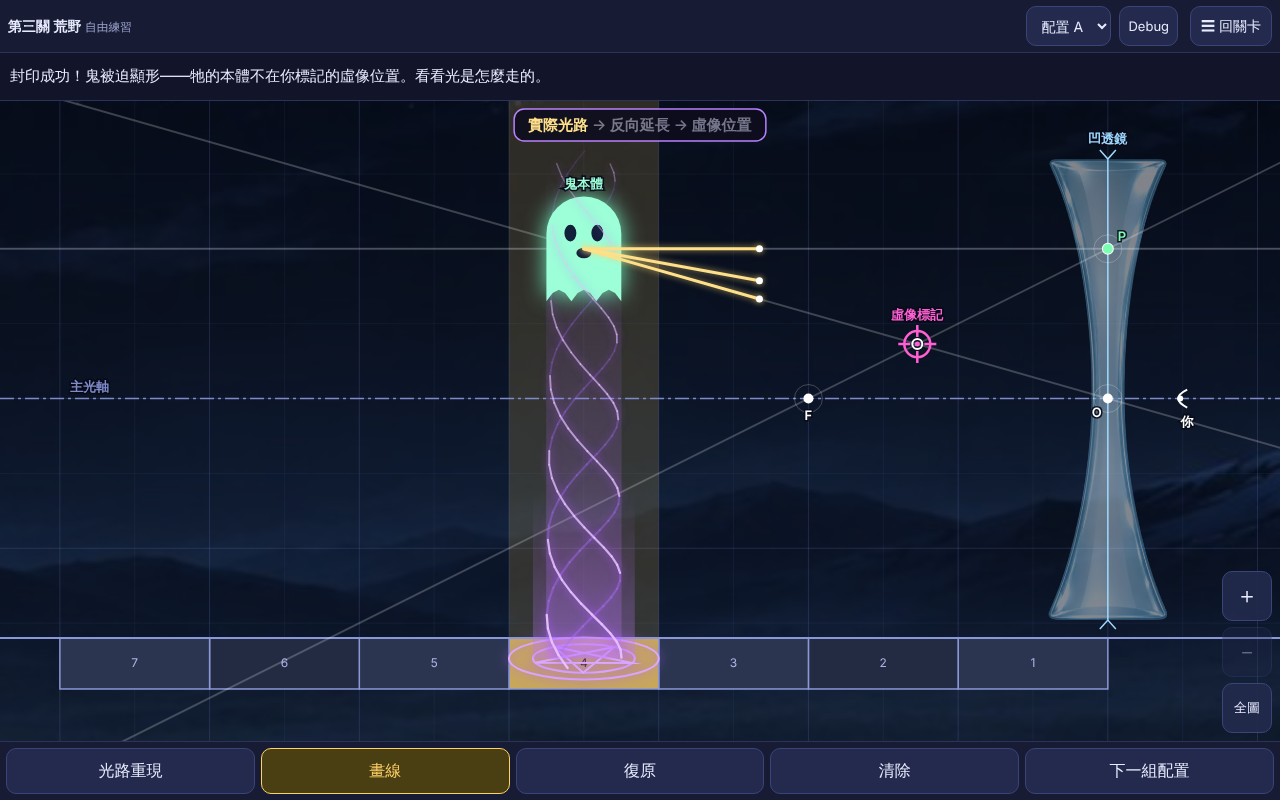 第三關 荒野 自由練習
配置 A
Debug
☰ 回關卡
封印成功！鬼被迫顯形——牠的本體不在你標記的虛像位置。看看光是怎麼走的。
實際光路 → 反向延長 → 虛像位置
凹透鏡
鬼本體
P
虛像標記
主光軸
F
O
你
+
−
全圖
7 6 5 4 3 2 1
光路重現
畫線
復原
清除
下一組配置